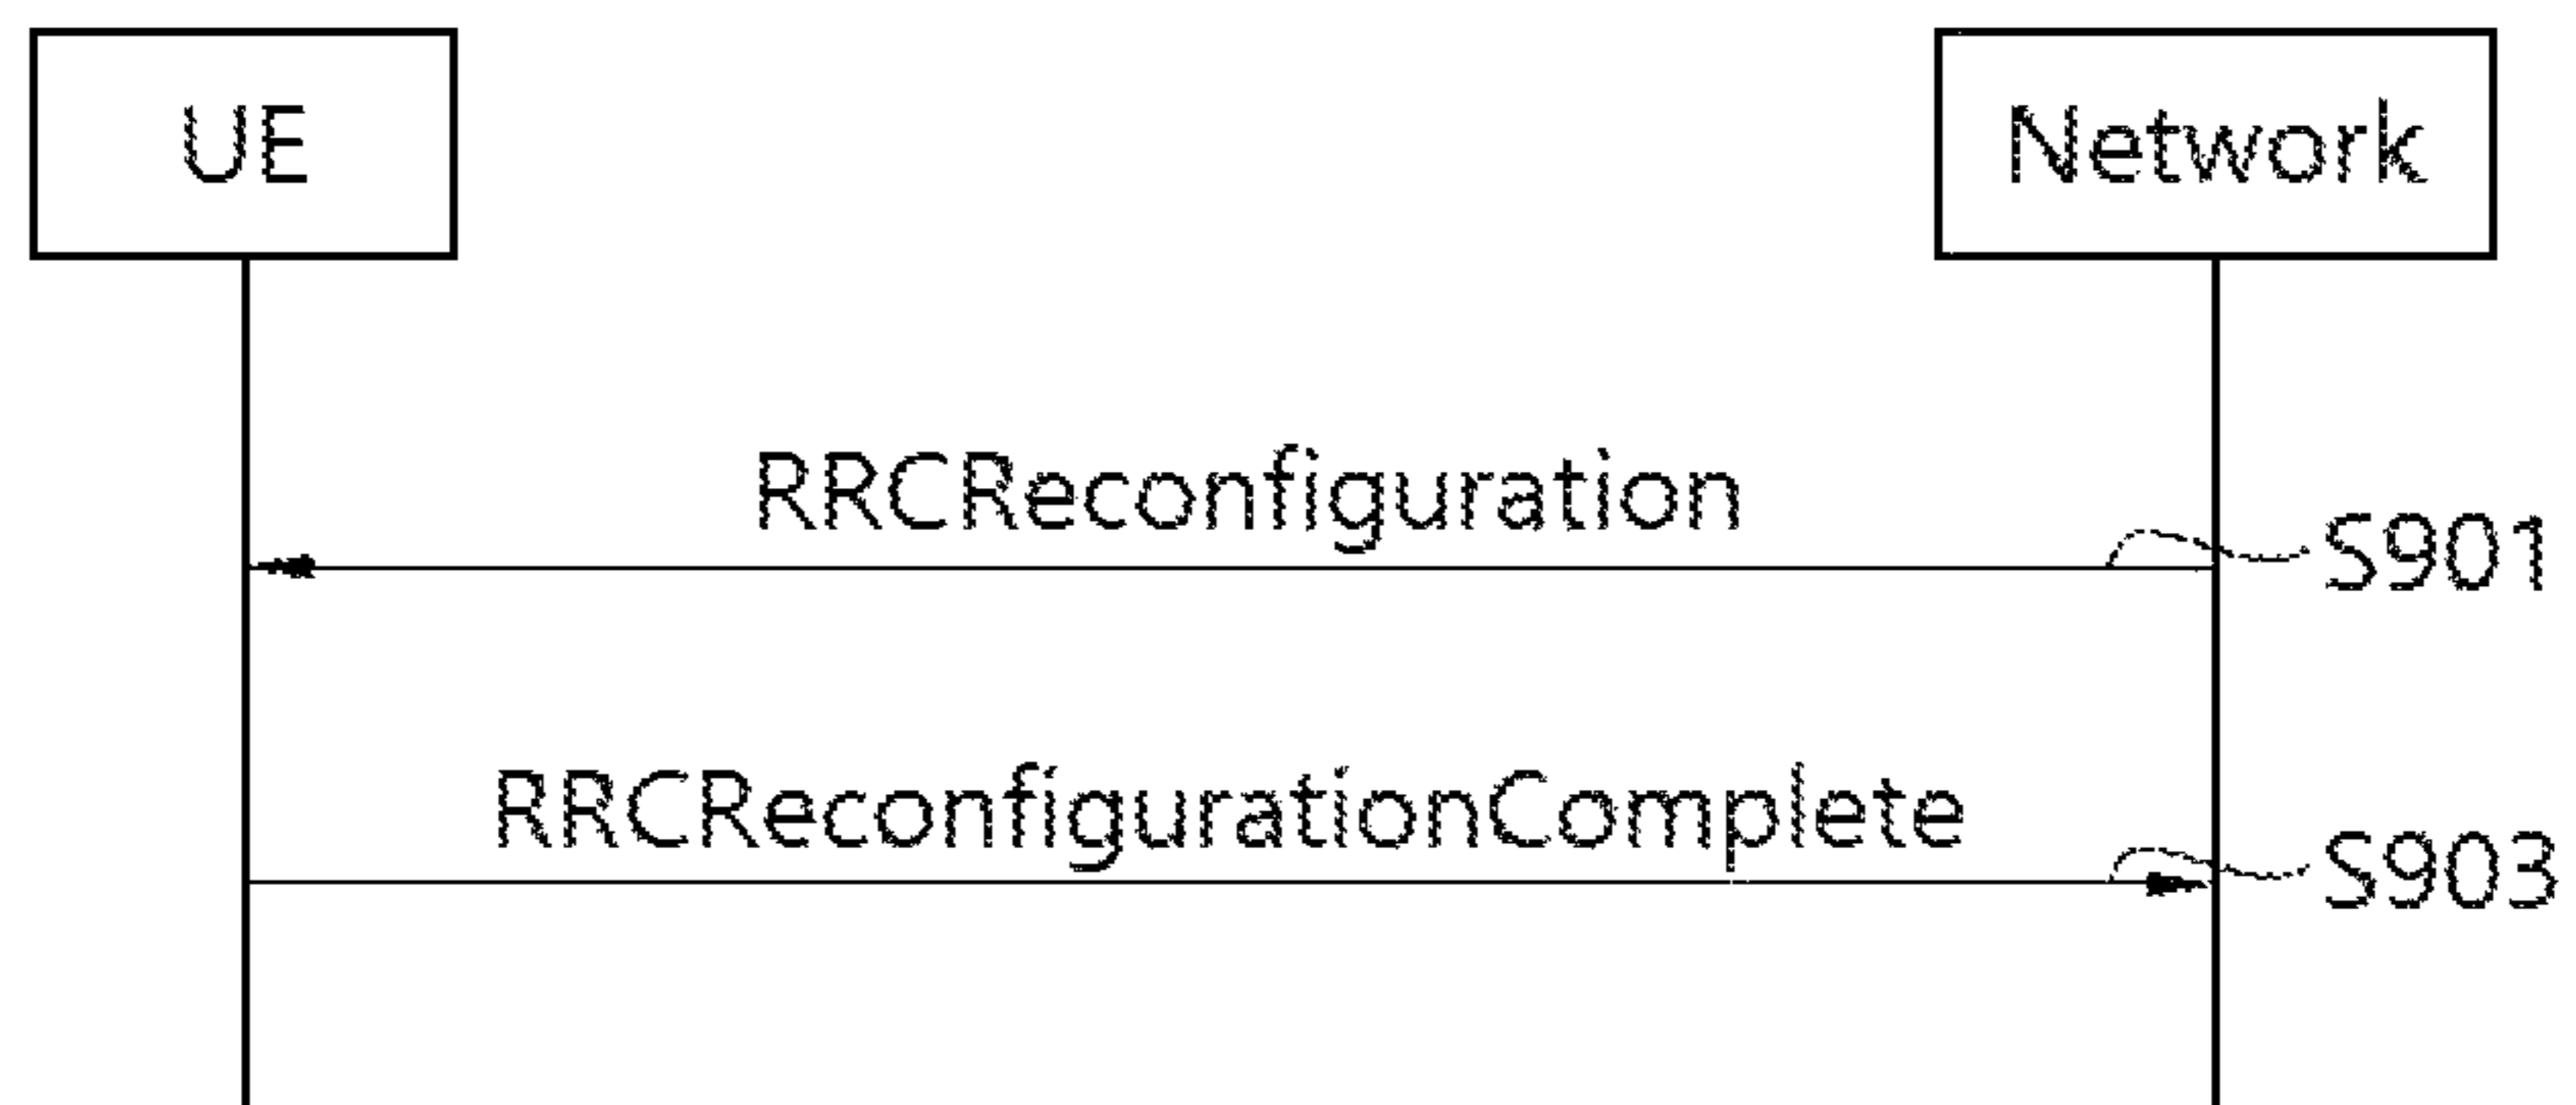 UE
Network
RRCReconfiguration
S901
RRCReconfigurationComplete
S903